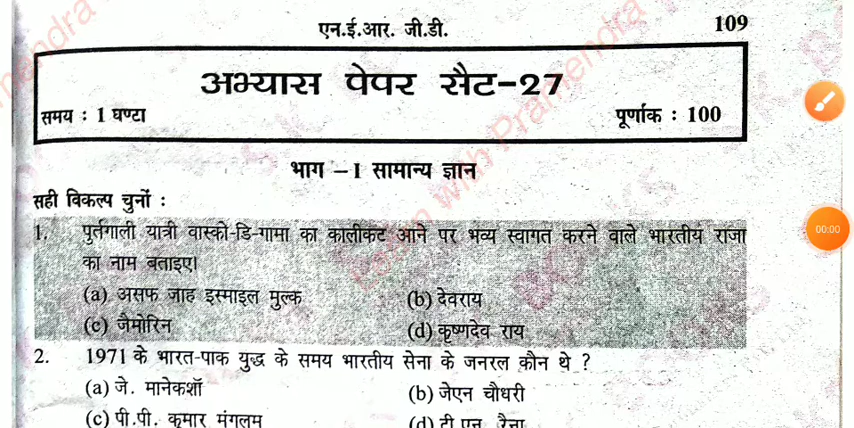 एन.ई.आर. जी.डी. 109
अभ्यास पेपर सैट-27
समय : 1 घण्टा पूर्णाक : 100
भाग -I सामान्य ज्ञान
सही विकल्प चुनों :
1. पुर्तगाली यात्री वास्को-डि-गामा का कालीकट आने पर भव्य स्वागत करने वाले भारतीय राजा
का नाम बताइए।
(a) असफ जाह इस्माइल मुल्क (b) देवराय
(c) जैमोरिन (d) कृष्णदेव राय
2. 1971 के भारत-पाक युद्ध के समय भारतीय सेना के जनरल कौन थे ?
(a) जे. मानेकशॉ (b) जेएन चौधरी
(c) पी.पी. कुमार मंगलम (d) टी.एन. रैना
00:00